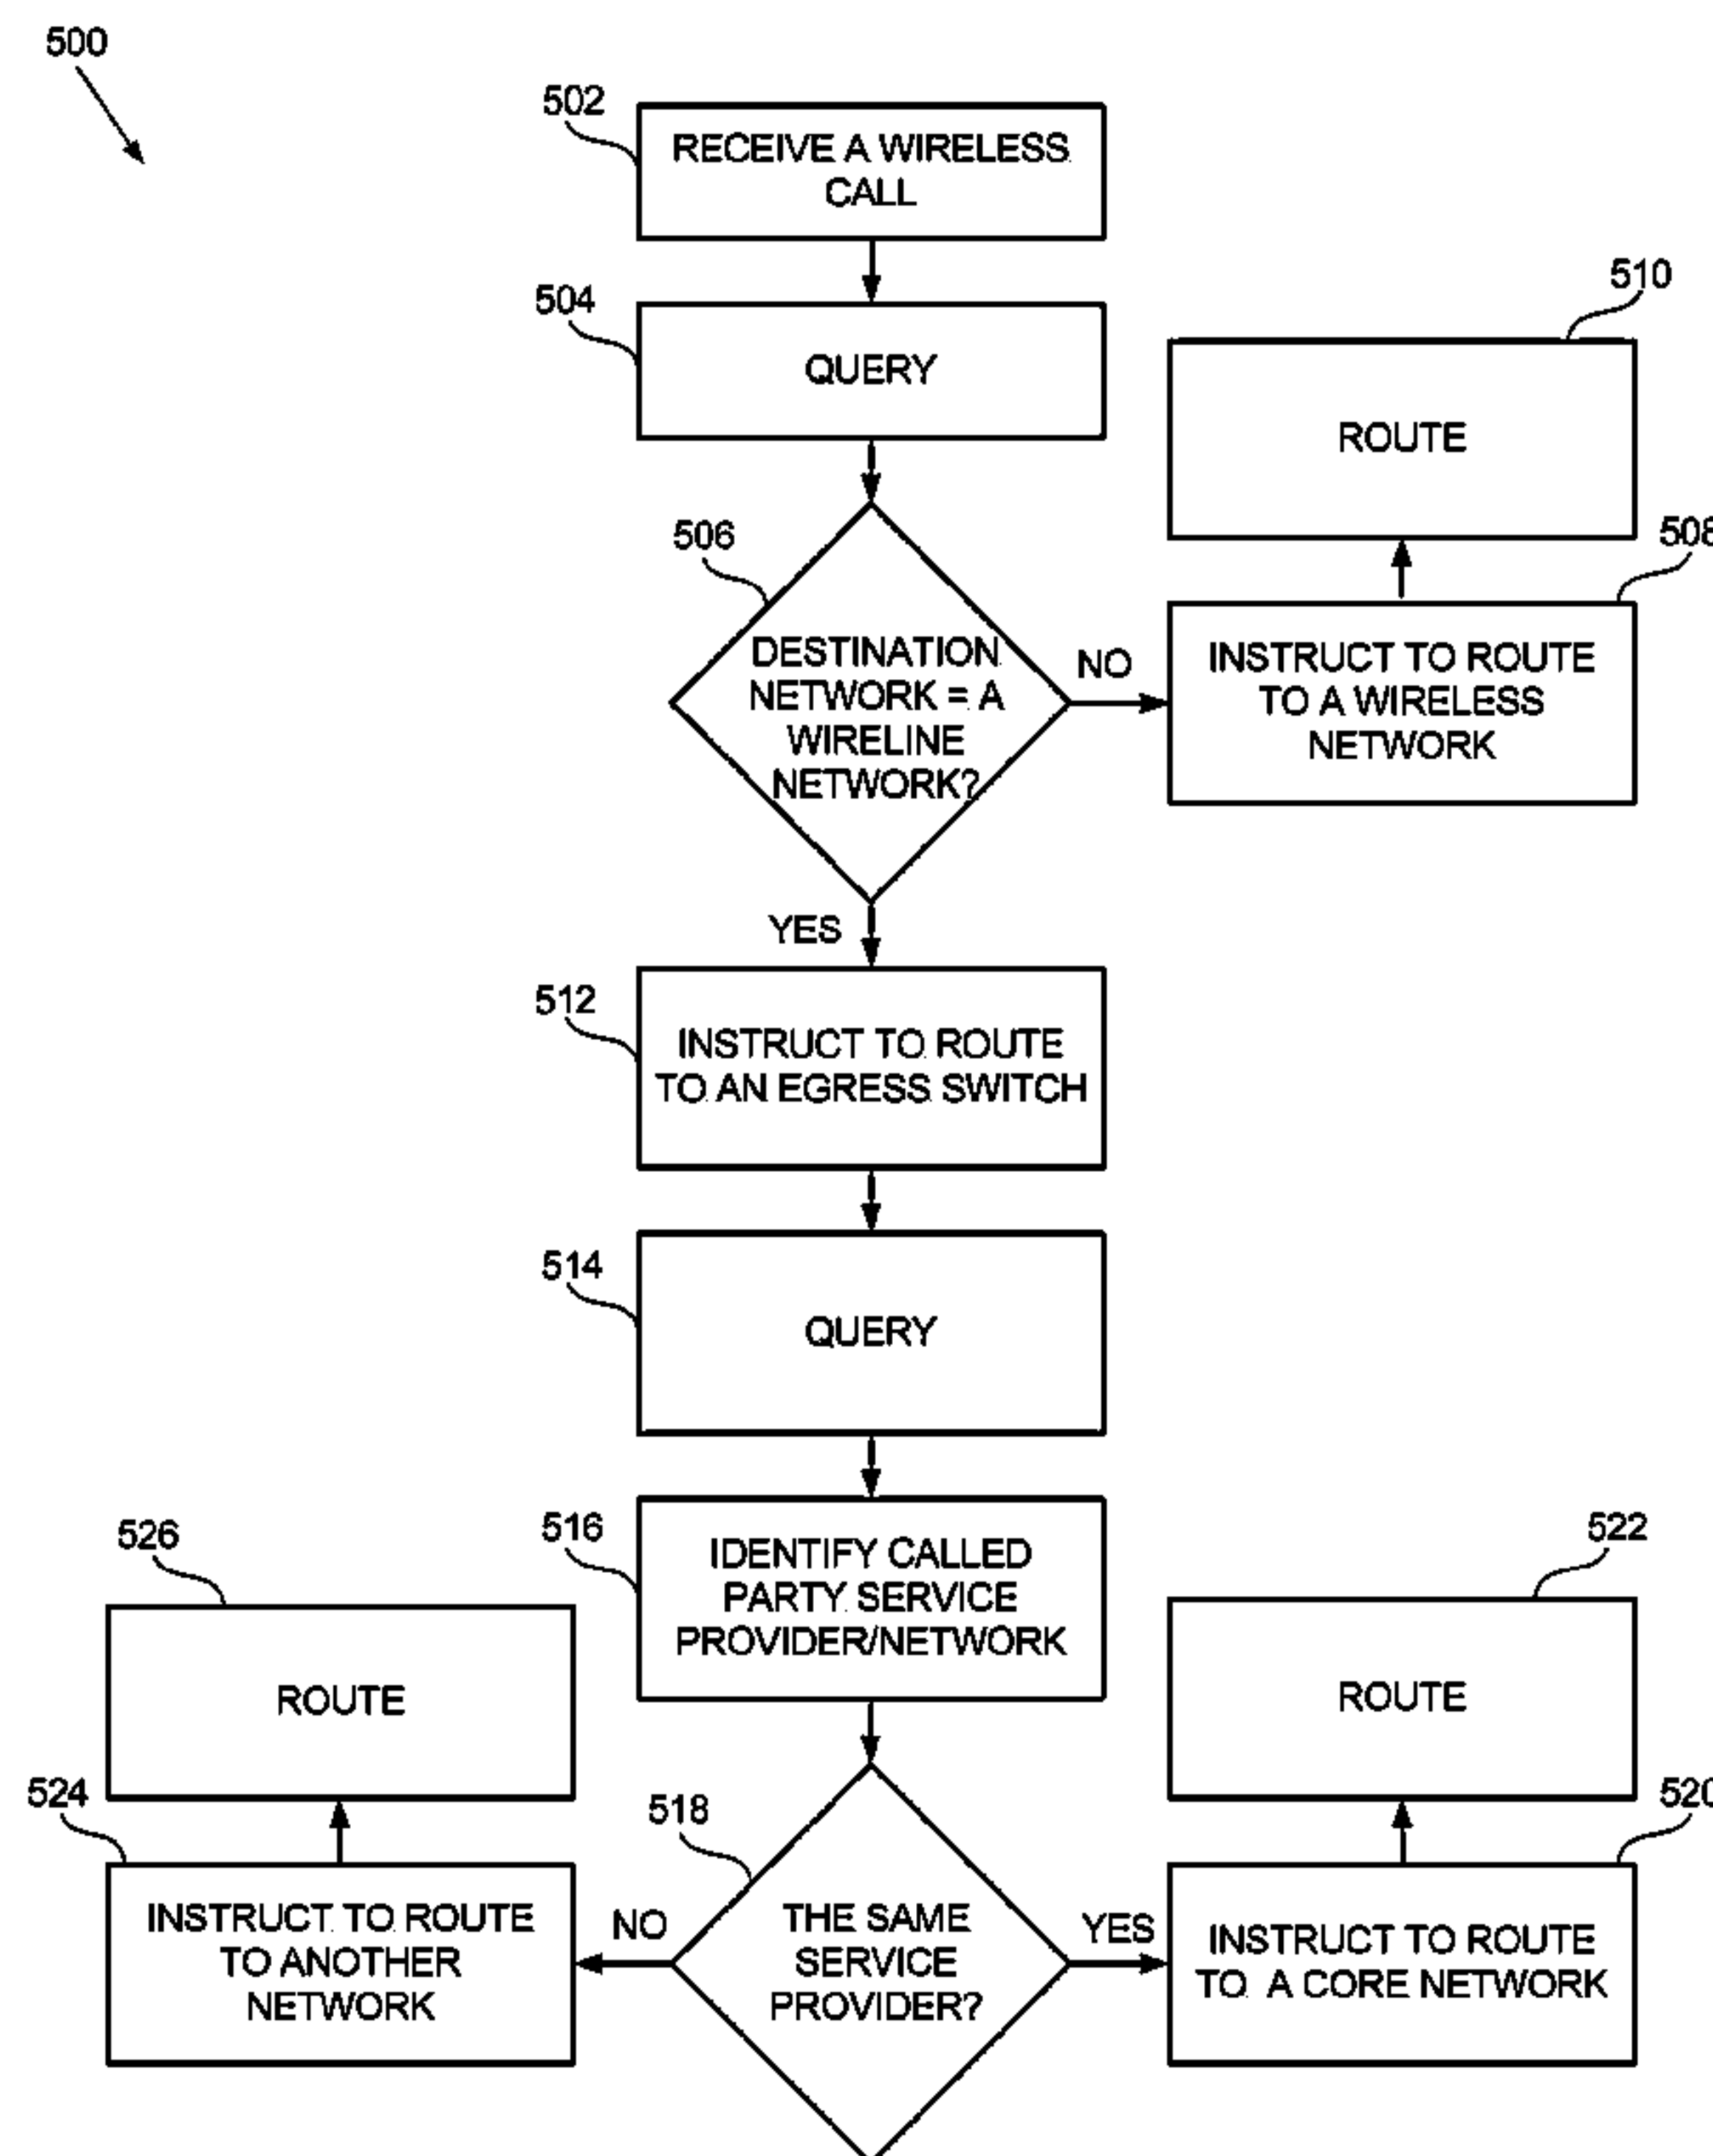 500
502
RECEIVE A WIRELESS
CALL
504
QUERY
510
ROUTE
506
DESTINATION
NETWORK = A
WIRELINE
NETWORK?
NO
508
INSTRUCT TO ROUTE
TO A WIRELESS
NETWORK
YES
512
INSTRUCT TO ROUTE
TO AN EGRESS SWITCH
514
QUERY
516
IDENTIFY CALLED
PARTY SERVICE
PROVIDER/NETWORK
526
ROUTE
522
ROUTE
524
INSTRUCT TO ROUTE
TO ANOTHER
NETWORK
NO
518
THE SAME
SERVICE
PROVIDER?
YES
520
INSTRUCT TO ROUTE
TO A CORE NETWORK